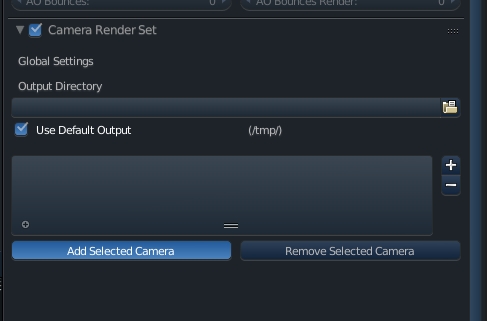 AO Bounces: 0 AO Bounces Render: 0
Camera Render Set
Global Settings
Output Directory
Use Default Output (/tmp/)
Add Selected Camera Remove Selected Camera